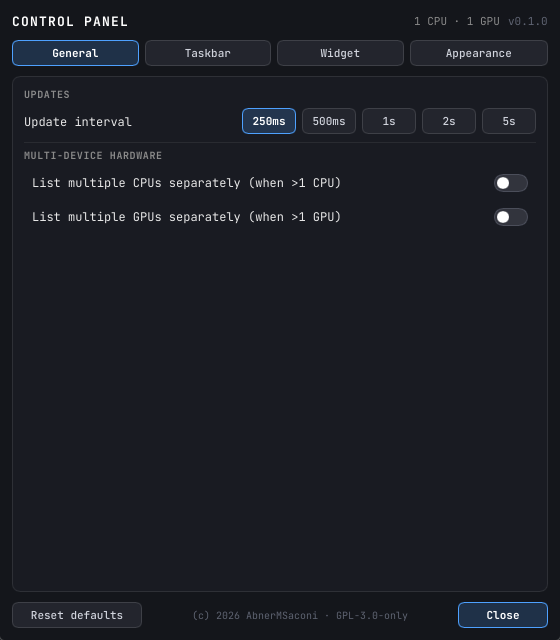 CONTROL PANEL 1 CPU · 1 GPU v0.1.0
General Taskbar Widget Appearance
UPDATES
Update interval 250ms 500ms 1s 2s 5s
MULTI-DEVICE HARDWARE
List multiple CPUs separately (when >1 CPU)
List multiple GPUs separately (when >1 GPU)
Reset defaults (c) 2026 AbnerMSaconi · GPL-3.0-only Close